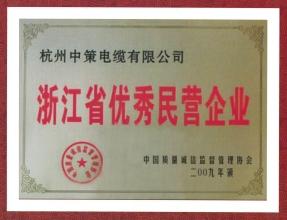 杭州中策电缆有限公司
浙江省优秀民营企业
中国质量诚信监督管理协会
二00九年颁